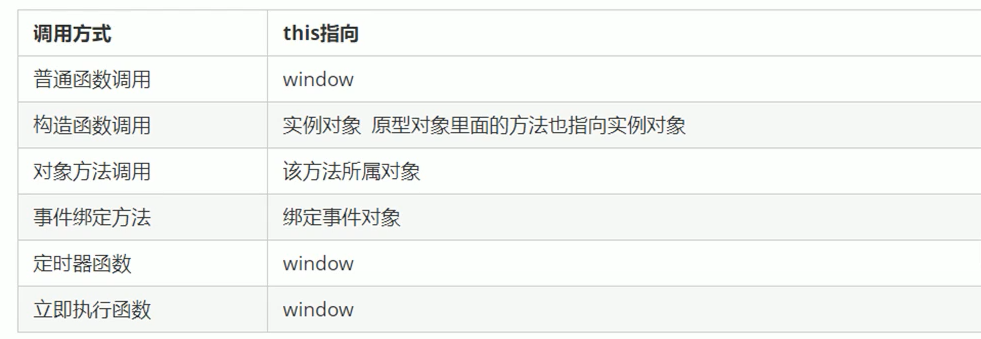 调用方式 this指向
普通函数调用 window
构造函数调用 实例对象 原型对象里面的方法也指向实例对象
对象方法调用 该方法所属对象
事件绑定方法 绑定事件对象
定时器函数 window
立即执行函数 window